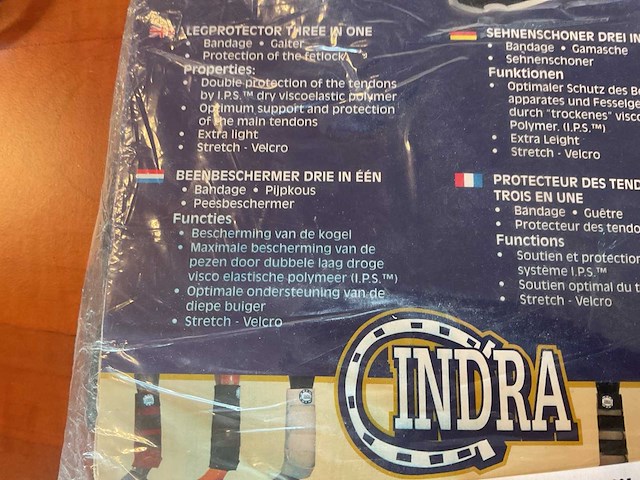 LEGPROTECTOR THREE IN ONE
• Bandage • Gaiter
• Protection of the fetlock
Properties:
• Double protection of the tendons
by I.P.S.™ dry viscoelastic polymer
• Optimum support and protection
of the main tendons
• Extra light
• Stretch - Velcro
BEENBESCHERMER DRIE IN ÉÉN
• Bandage • Pijpkous
• Peesbeschermer
Functies
• Bescherming van de kogel
• Maximale bescherming van de
pezen door dubbele laag droge
visco elastische polymeer (I.P.S.™)
• Optimale ondersteuning van de
diepe buiger
• Stretch - Velcro
SEHNENSCHONER DREI IN
• Bandage • Gamasche
• Sehnenschoner
Funktionen
• Optimaler Schutz des Be
apparates und Fesselge
durch "trockenes" visco
Polymer. (I.P.S.™)
• Extra Leight
• Stretch - Velcro
PROTECTEUR DES TEND
TROIS EN UNE
• Bandage • Guêtre
• Protecteur des tendo
Functions
• Soutien et protection
système I.P.S.™
• Soutien optimal du t
• Stretch - Velcro
INDRA